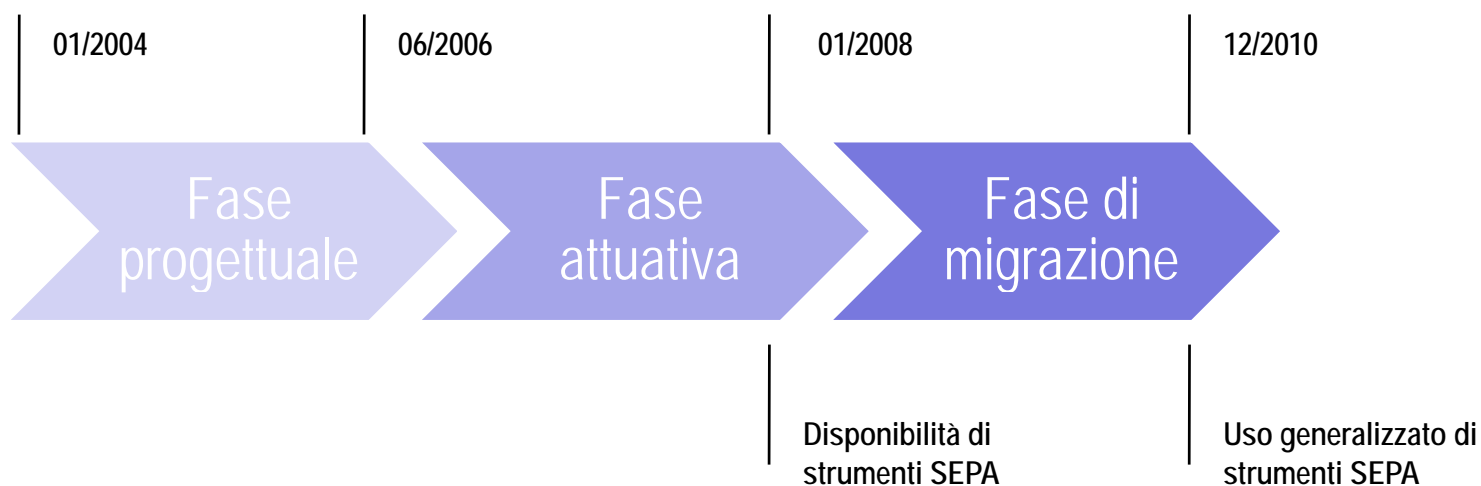 01/2004
06/2006
01/2008
12/2010
Fase
progettuale
Fase
attuativa
Fase di
migrazione
Disponibilità di
strumenti SEPA
Uso generalizzato di
strumenti SEPA